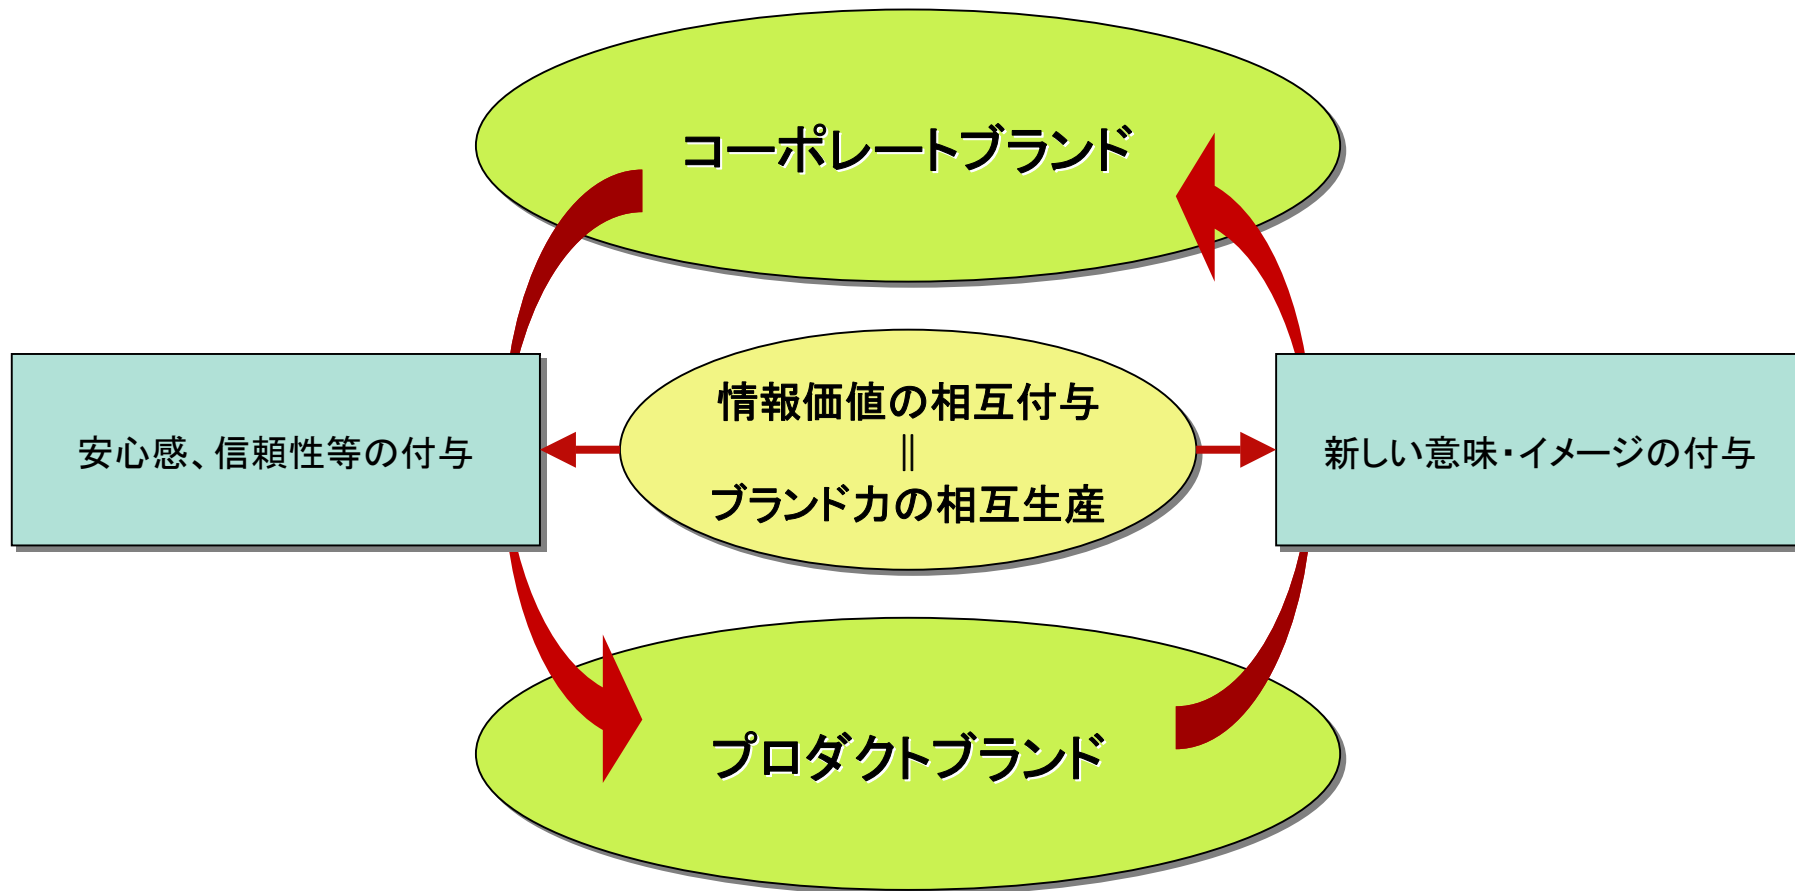 コーポレートブランド
情報価値の相互付与
||
ブランド力の相互生産
安心感、信頼性等の付与
新しい意味・イメージの付与
プロダクトブランド